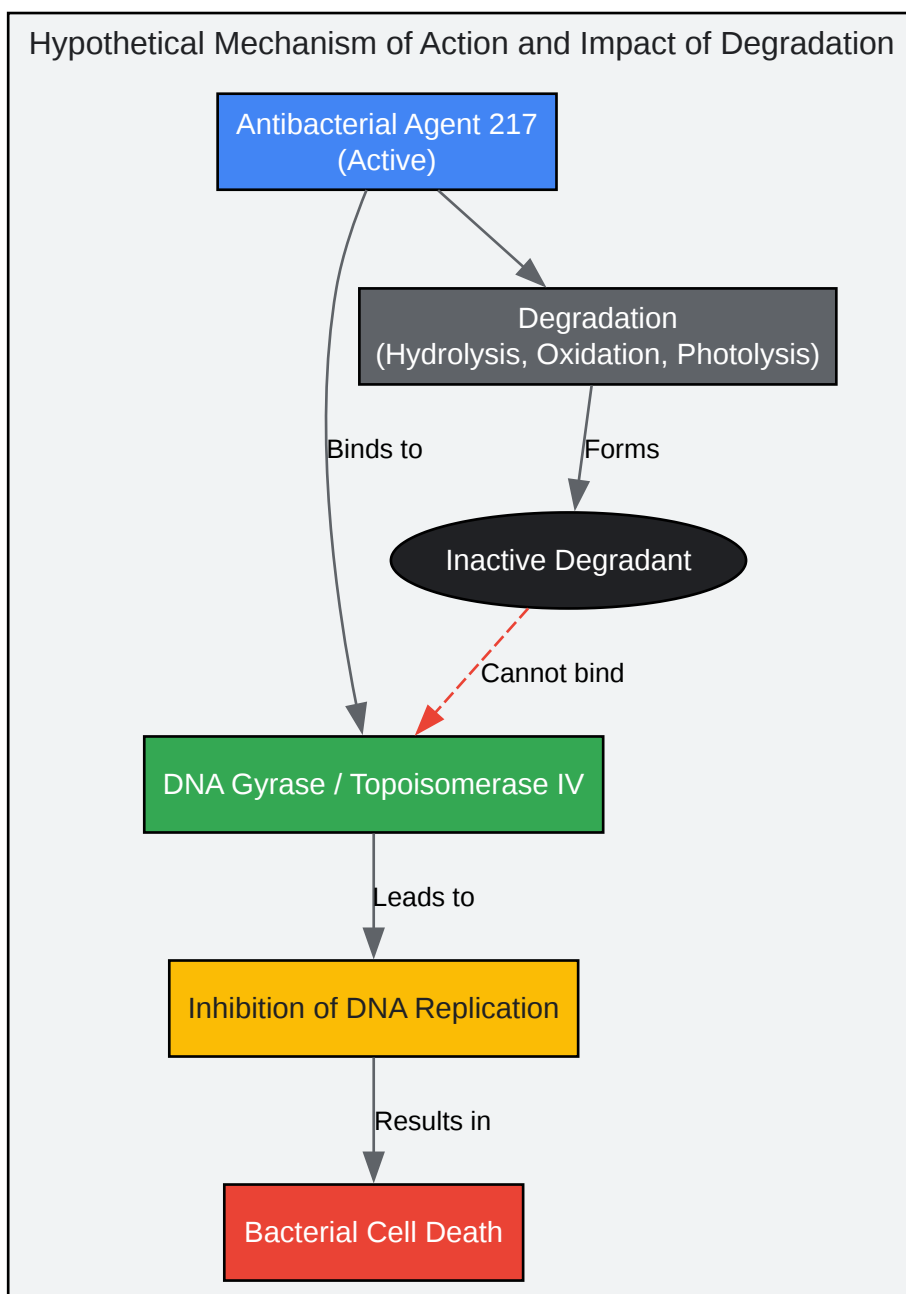 Hypothetical Mechanism of Action and Impact of Degradation
Antibacterial Agent 217
(Active)
Degradation
(Hydrolysis, Oxidation, Photolysis)
Binds to
Forms
Inactive Degradant
Cannot bind
DNA Gyrase / Topoisomerase IV
Leads to
Inhibition of DNA Replication
Results in
Bacterial Cell Death